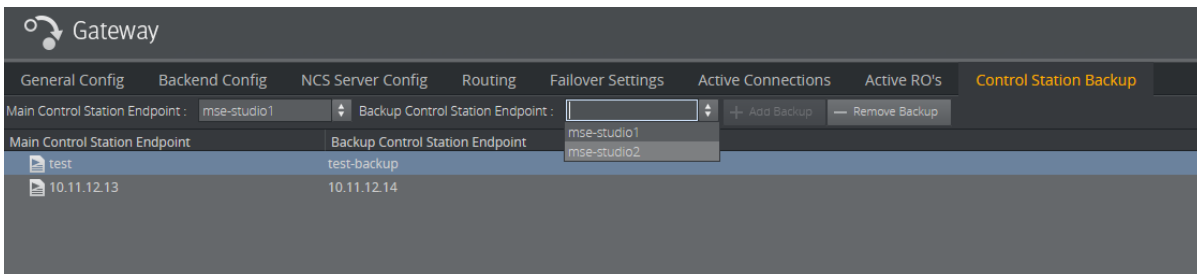 Gateway
General Config Backend Config NCS Server Config Routing Failover Settings Active Connections Active RO's Control Station Backup
Main Control Station Endpoint : mse-studio1 Backup Control Station Endpoint : + Add Backup — Remove Backup
mse-studio1
mse-studio2
Main Control Station Endpoint Backup Control Station Endpoint
test test-backup
10.11.12.13 10.11.12.14